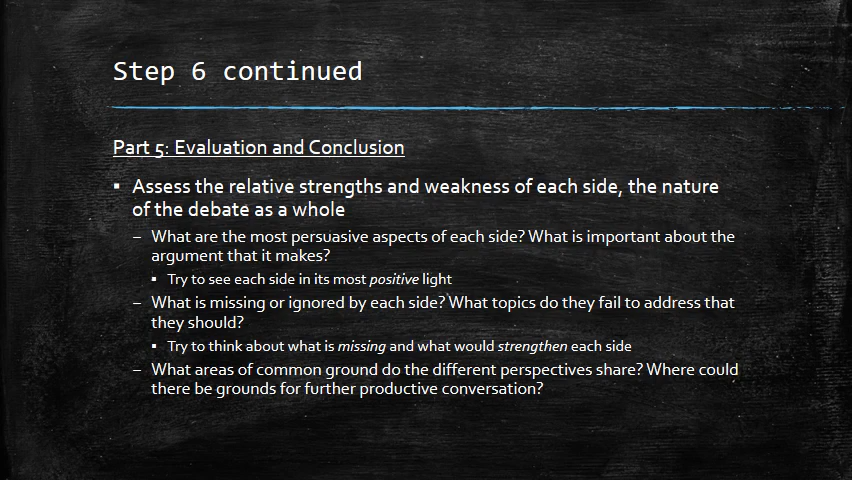 Step 6 continued
Part 5: Evaluation and Conclusion
▪ Assess the relative strengths and weakness of each side, the nature
of the debate as a whole
– What are the most persuasive aspects of each side? What is important about the
argument that it makes?
▪ Try to see each side in its most positive light
– What is missing or ignored by each side? What topics do they fail to address that
they should?
▪ Try to think about what is missing and what would strengthen each side
– What areas of common ground do the different perspectives share? Where could
there be grounds for further productive conversation?